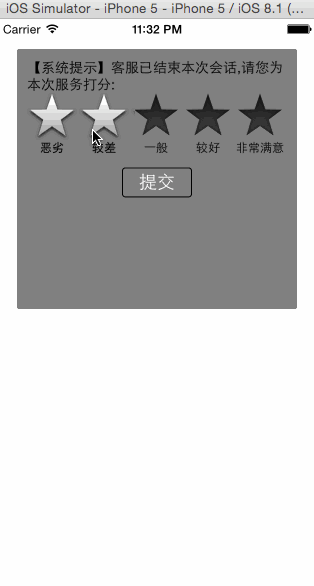 iOS Simulator - iPhone 5 - iPhone 5 / iOS 8.1 (…
Carrier 11:32 PM
【系统提示】客服已结束本次会话,请您为
本次服务打分:
恶劣 较差 一般 较好 非常满意
提交